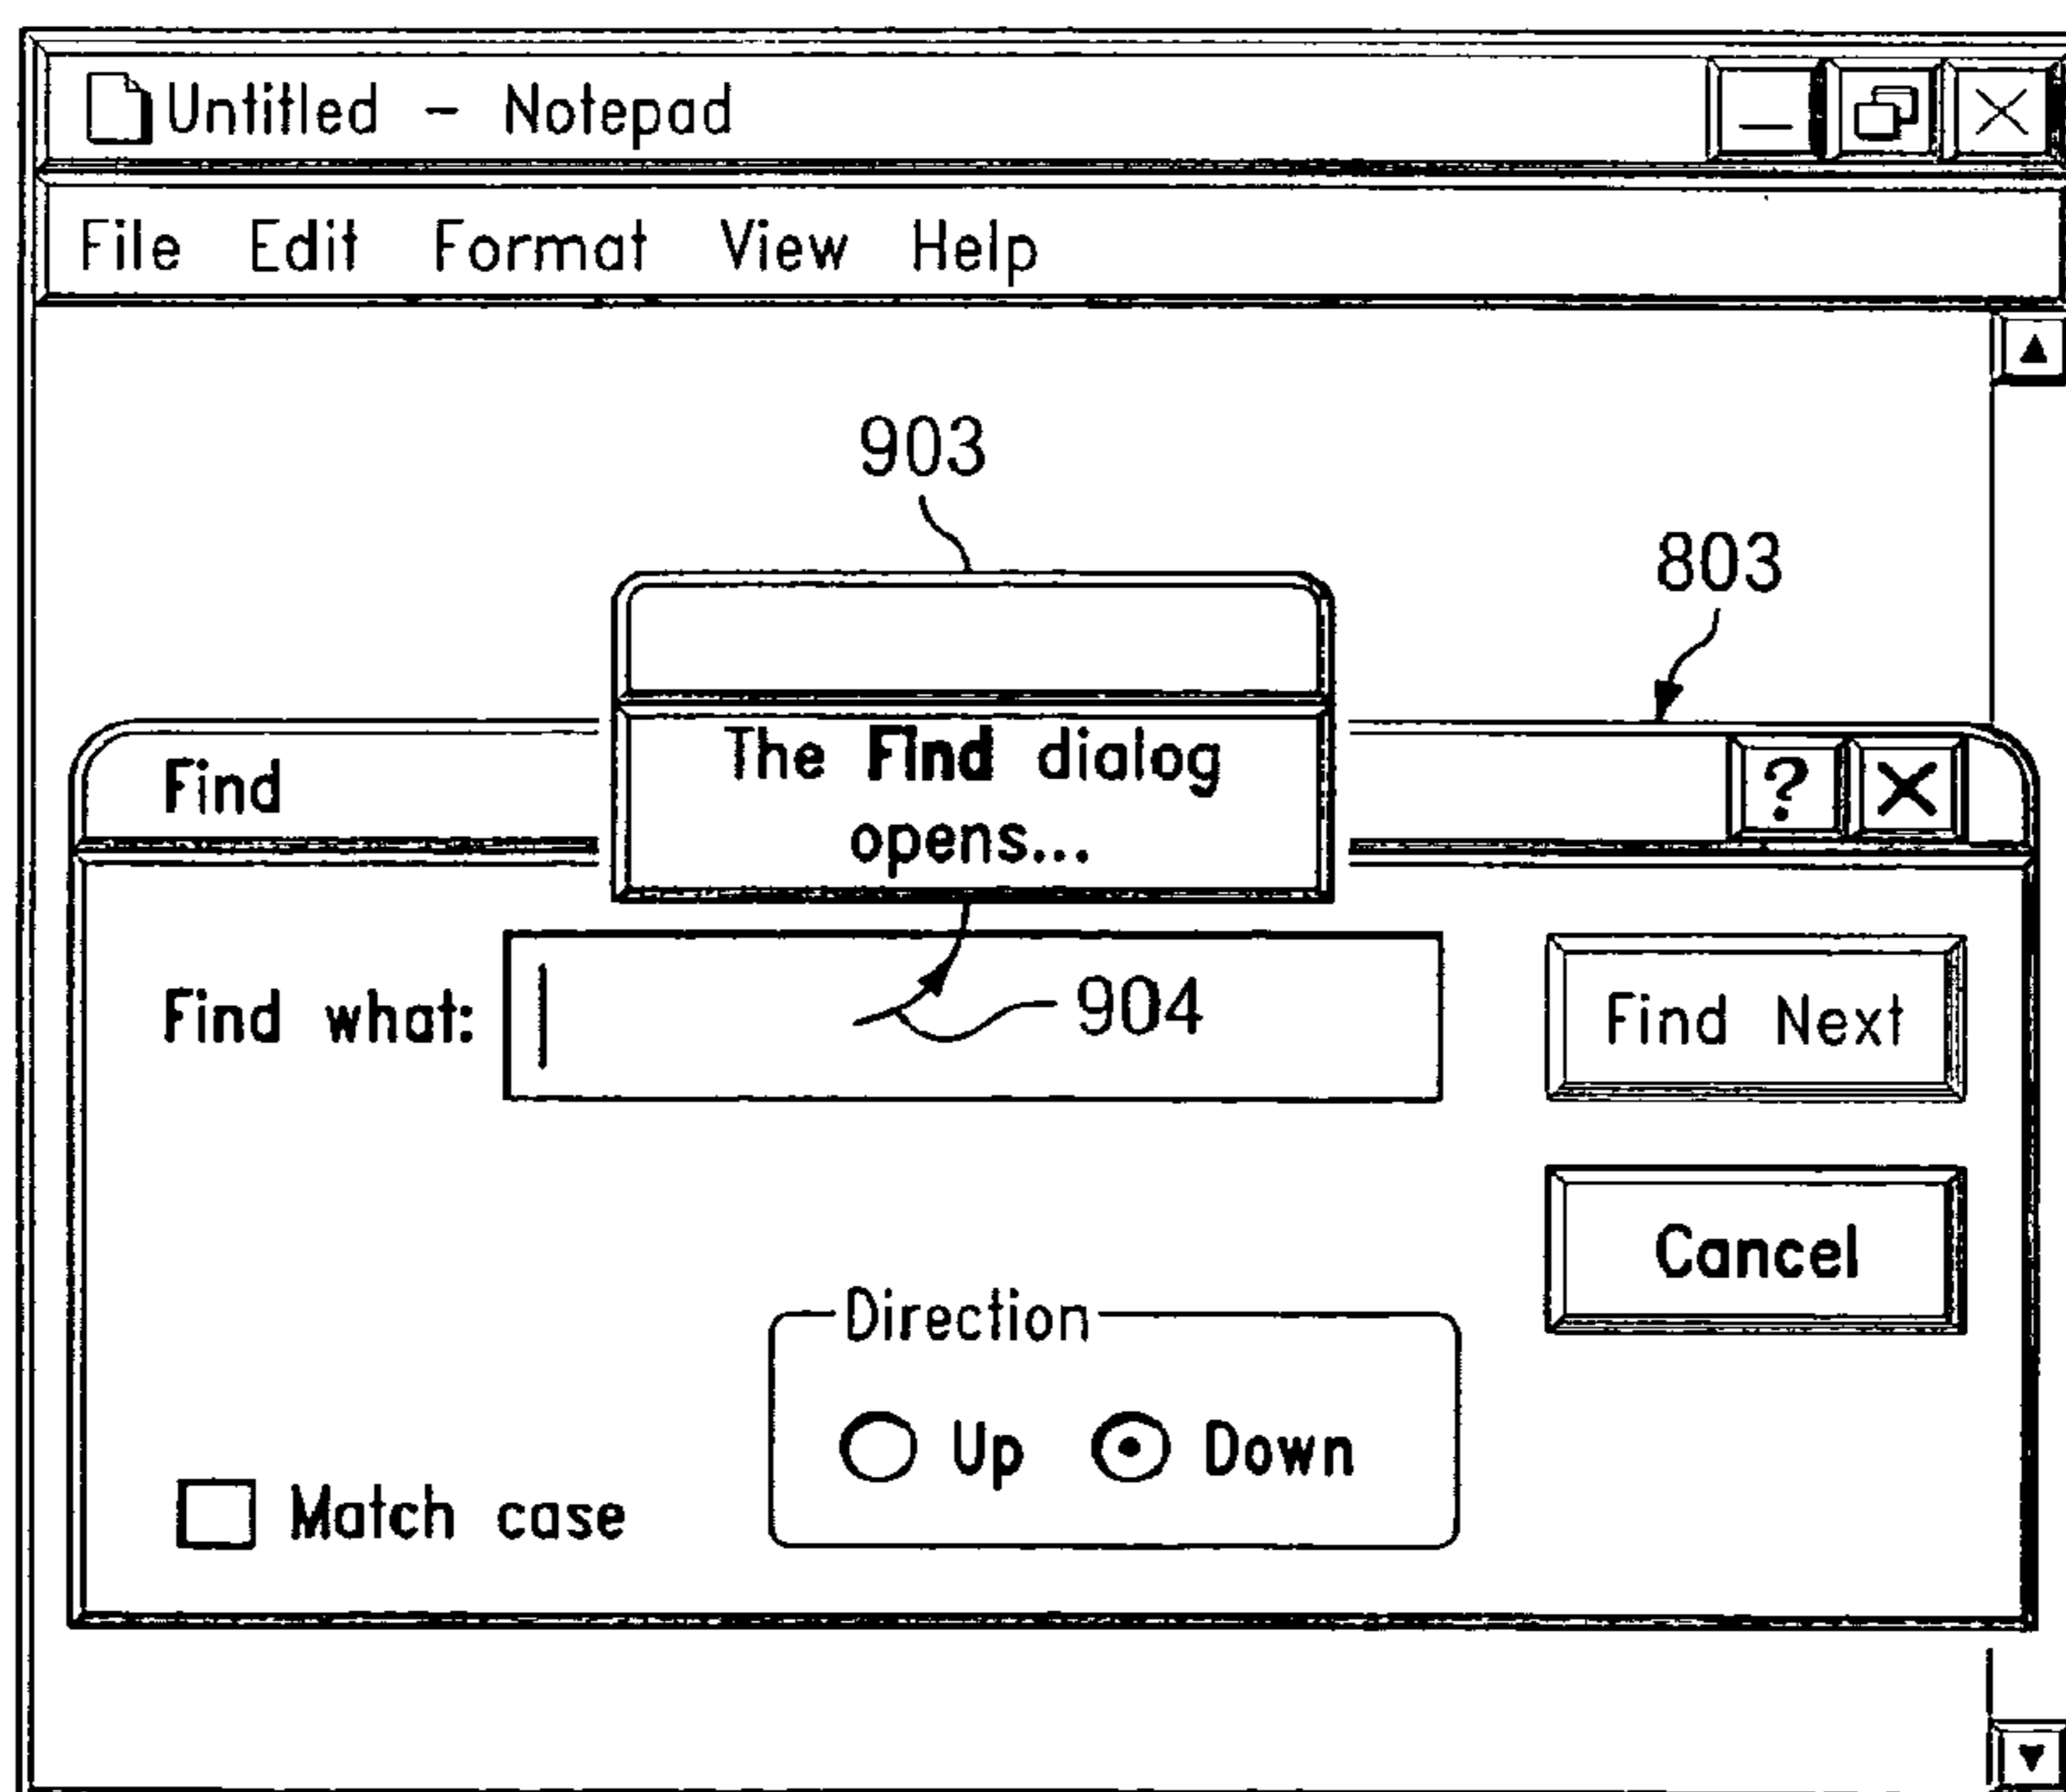 Untitled - Notepad
File Edit Format View Help
903
803
The Find dialog
opens...
Find
?
Find what:
904
Find Next
Cancel
Direction
Up Down
Match case